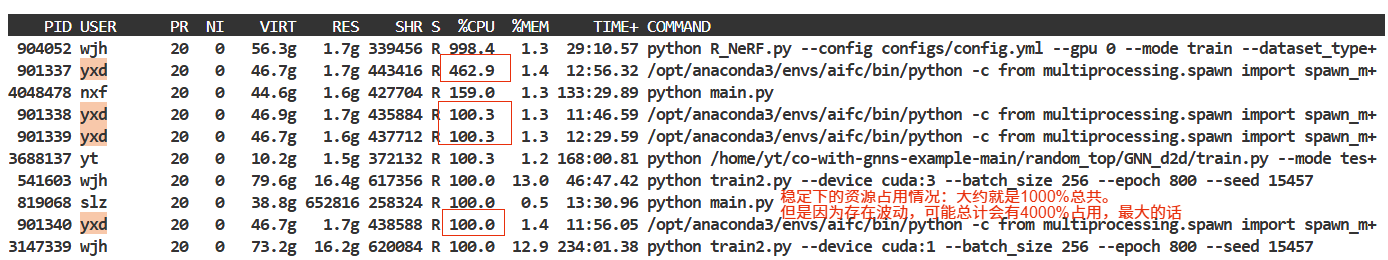 PID USER PR NI VIRT RES SHR S %CPU %MEM TIME+ COMMAND
904052 wjh 20 0 56.3g 1.7g 339456 R 998.4 1.3 29:10.57 python R_NeRF.py --config configs/config.yml --gpu 0 --mode train --dataset_type+
901337 yxd 20 0 46.7g 1.7g 443416 R 462.9 1.4 12:56.32 /opt/anaconda3/envs/aifc/bin/python -c from multiprocessing.spawn import spawn_m+
4048478 nxf 20 0 44.6g 1.6g 427704 R 159.0 1.3 133:29.89 python main.py
901338 yxd 20 0 46.9g 1.7g 435884 R 100.3 1.3 11:46.59 /opt/anaconda3/envs/aifc/bin/python -c from multiprocessing.spawn import spawn_m+
901339 yxd 20 0 46.7g 1.6g 437712 R 100.3 1.3 12:29.59 /opt/anaconda3/envs/aifc/bin/python -c from multiprocessing.spawn import spawn_m+
3688137 yt 20 0 10.2g 1.5g 372132 R 100.3 1.2 168:00.81 python /home/yt/co-with-gnns-example-main/random_top/GNN_d2d/train.py --mode tes+
541603 wjh 20 0 79.6g 16.4g 617356 R 100.0 13.0 46:47.42 python train2.py --device cuda:3 --batch_size 256 --epoch 800 --seed 15457
819068 slz 20 0 38.8g 652816 258324 R 100.0 0.5 13:30.96 python main.py
稳定下的资源占用情况：大约就是1000%总共。
但是因为存在波动，可能总计会有4000%占用，最大的话
901340 yxd 20 0 46.7g 1.7g 438588 R 100.0 1.4 11:56.05 /opt/anaconda3/envs/aifc/bin/python -c from multiprocessing.spawn import spawn_m+
3147339 wjh 20 0 73.2g 16.2g 620084 R 100.0 12.9 234:01.38 python train2.py --device cuda:1 --batch_size 256 --epoch 800 --seed 15457